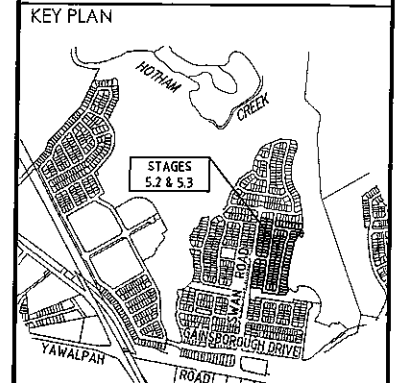 KEY PLAN
HOTHAM
CREEK
STAGES
5.2 & 5.3
SWAN ROAD
GAINSBOROUGH DRIVE
YAWALPAH
ROAD